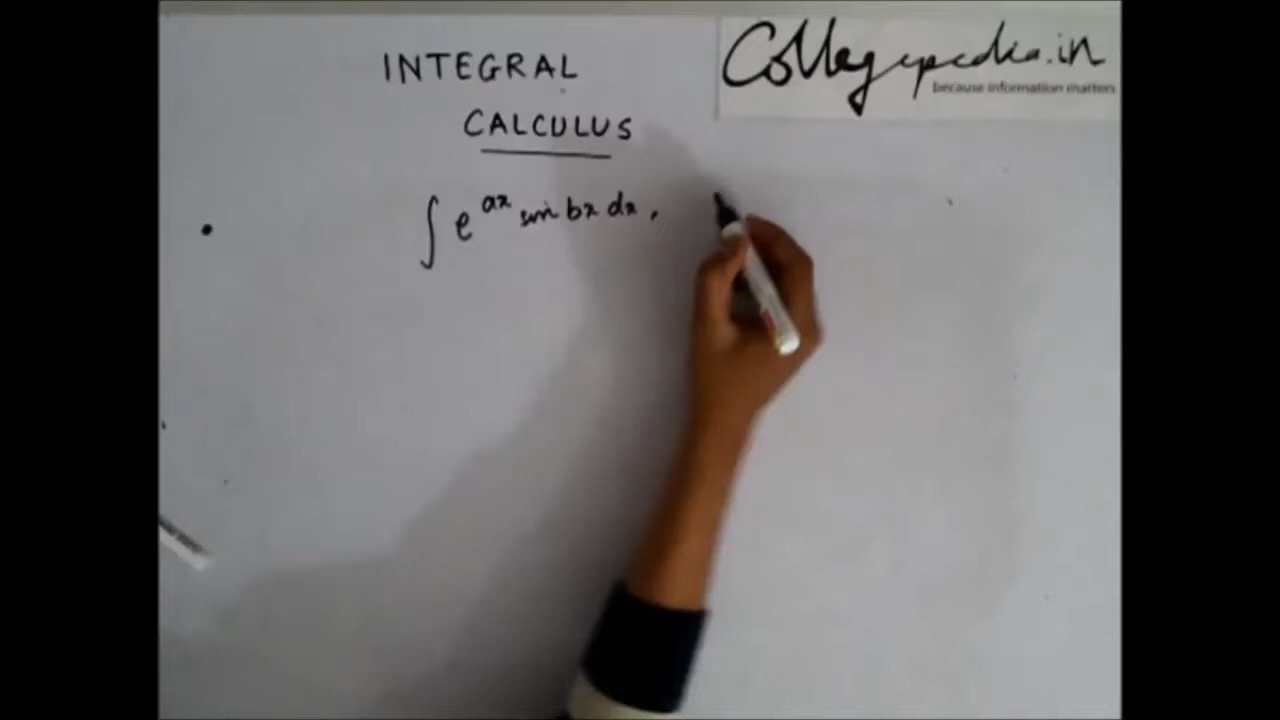 INTEGRAL
Collegepedia.in
because information matters
CALCULUS
∫ e^{ax} sin bx dx ,